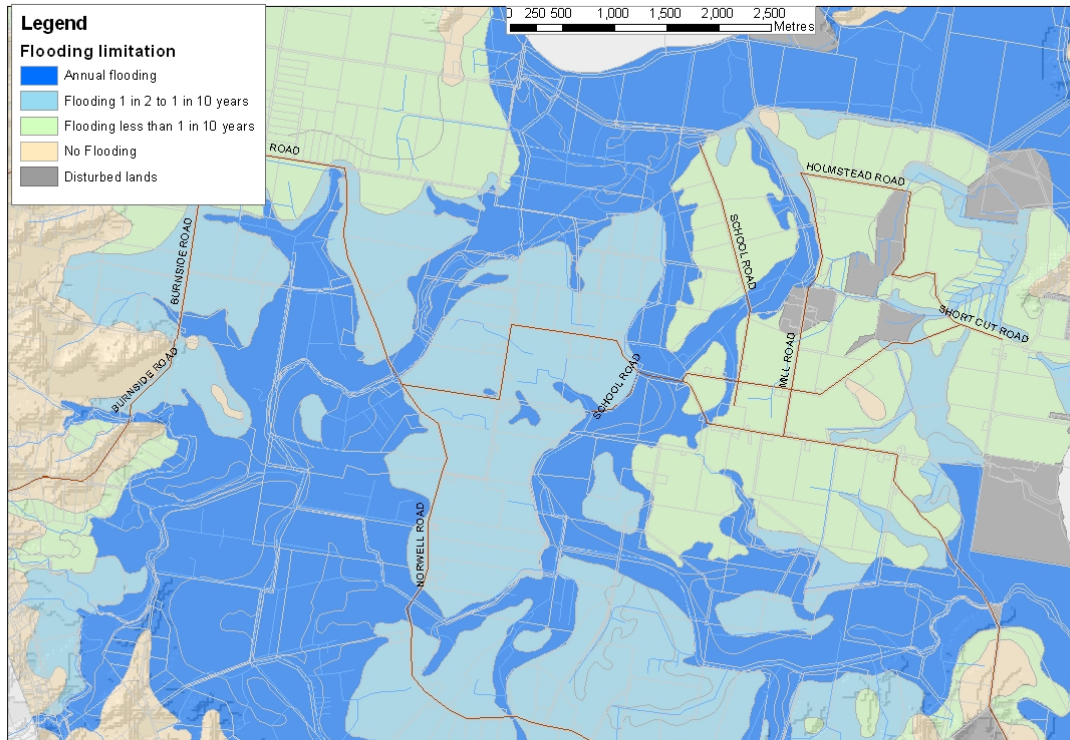 Legend
Flooding limitation
Annual flooding
Flooding 1 in 2 to 1 in 10 years
Flooding less than 1 in 10 years
No Flooding
Disturbed lands
0 250 500 1,000 1,500 2,000 2,500
Metres
ROAD
HOLMSTEAD ROAD
BURNSIDE ROAD
SCHOOL ROAD
SHORT CUT ROAD
MILL ROAD
BURNSIDE ROAD
SCHOOL ROAD
NORWELL ROAD